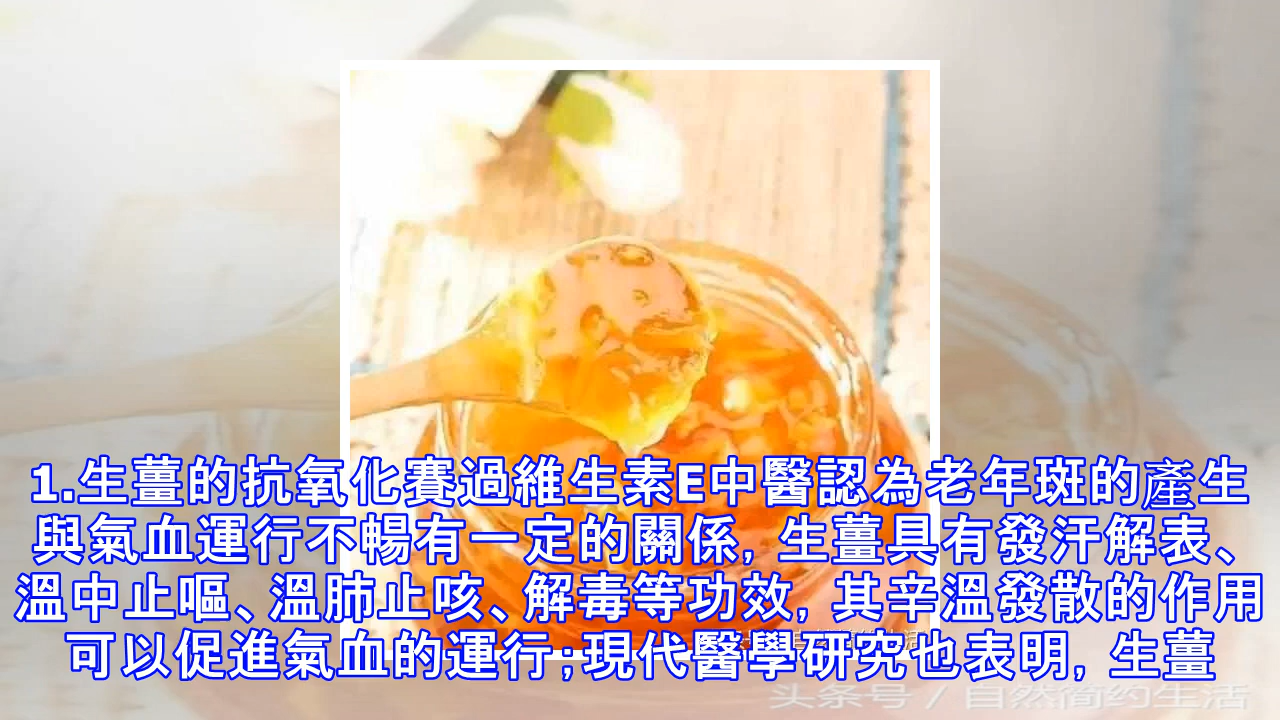 1.生薑的抗氧化賽過維生素E中醫認為老年斑的產生
與氣血運行不暢有一定的關係, 生薑具有發汗解表、
溫中止嘔、溫肺止咳、解毒等功效, 其辛溫發散的作用
可以促進氣血的運行;現代醫學研究也表明, 生薑
头条号 / 自然简约生活